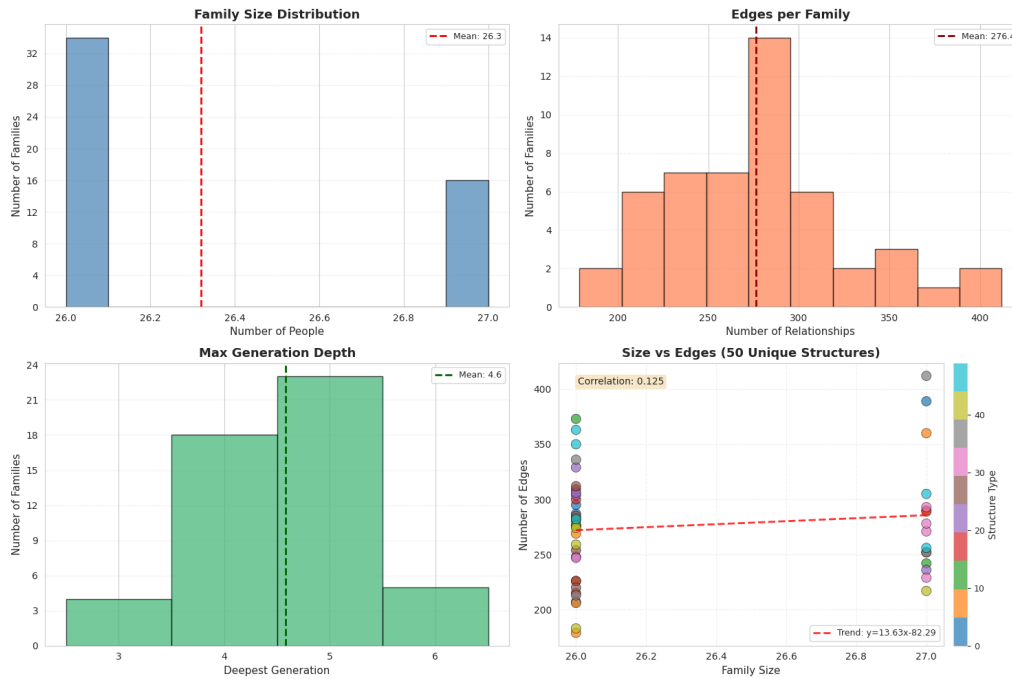 Family Size Distribution
Mean: 26.3
Number of Families
32
28
24
20
16
12
8
4
0
26.0 26.2 26.4 26.6 26.8 27.0
Number of People
Edges per Family
Mean: 276.4
Number of Families
14
12
10
8
6
4
2
0
200 250 300 350 400
Number of Relationships
Max Generation Depth
Mean: 4.6
Number of Families
24
21
18
15
12
9
6
3
0
3 4 5 6
Deepest Generation
Size vs Edges (50 Unique Structures)
Correlation: 0.125
Number of Edges
400
350
300
250
200
Trend: y=13.63x-82.29
26.0 26.2 26.4 26.6 26.8 27.0
Family Size
40
30
20
10
0
Structure Type